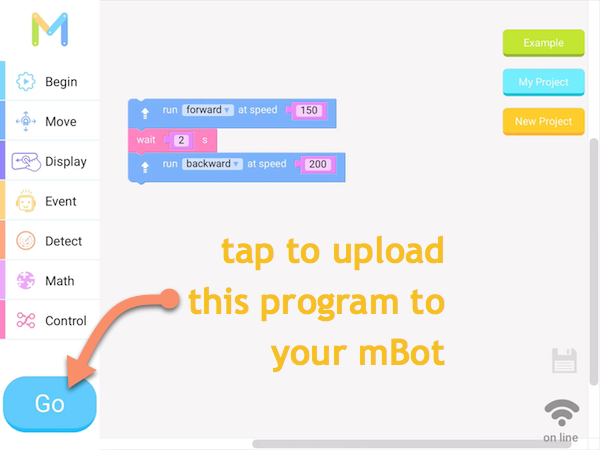 M
Begin
Move
Display
Event
Detect
Math
Control
Go
run forward at speed 150
wait 2 s
run backward at speed 200
tap to upload
this program to
your mBot
Example
My Project
New Project
on line